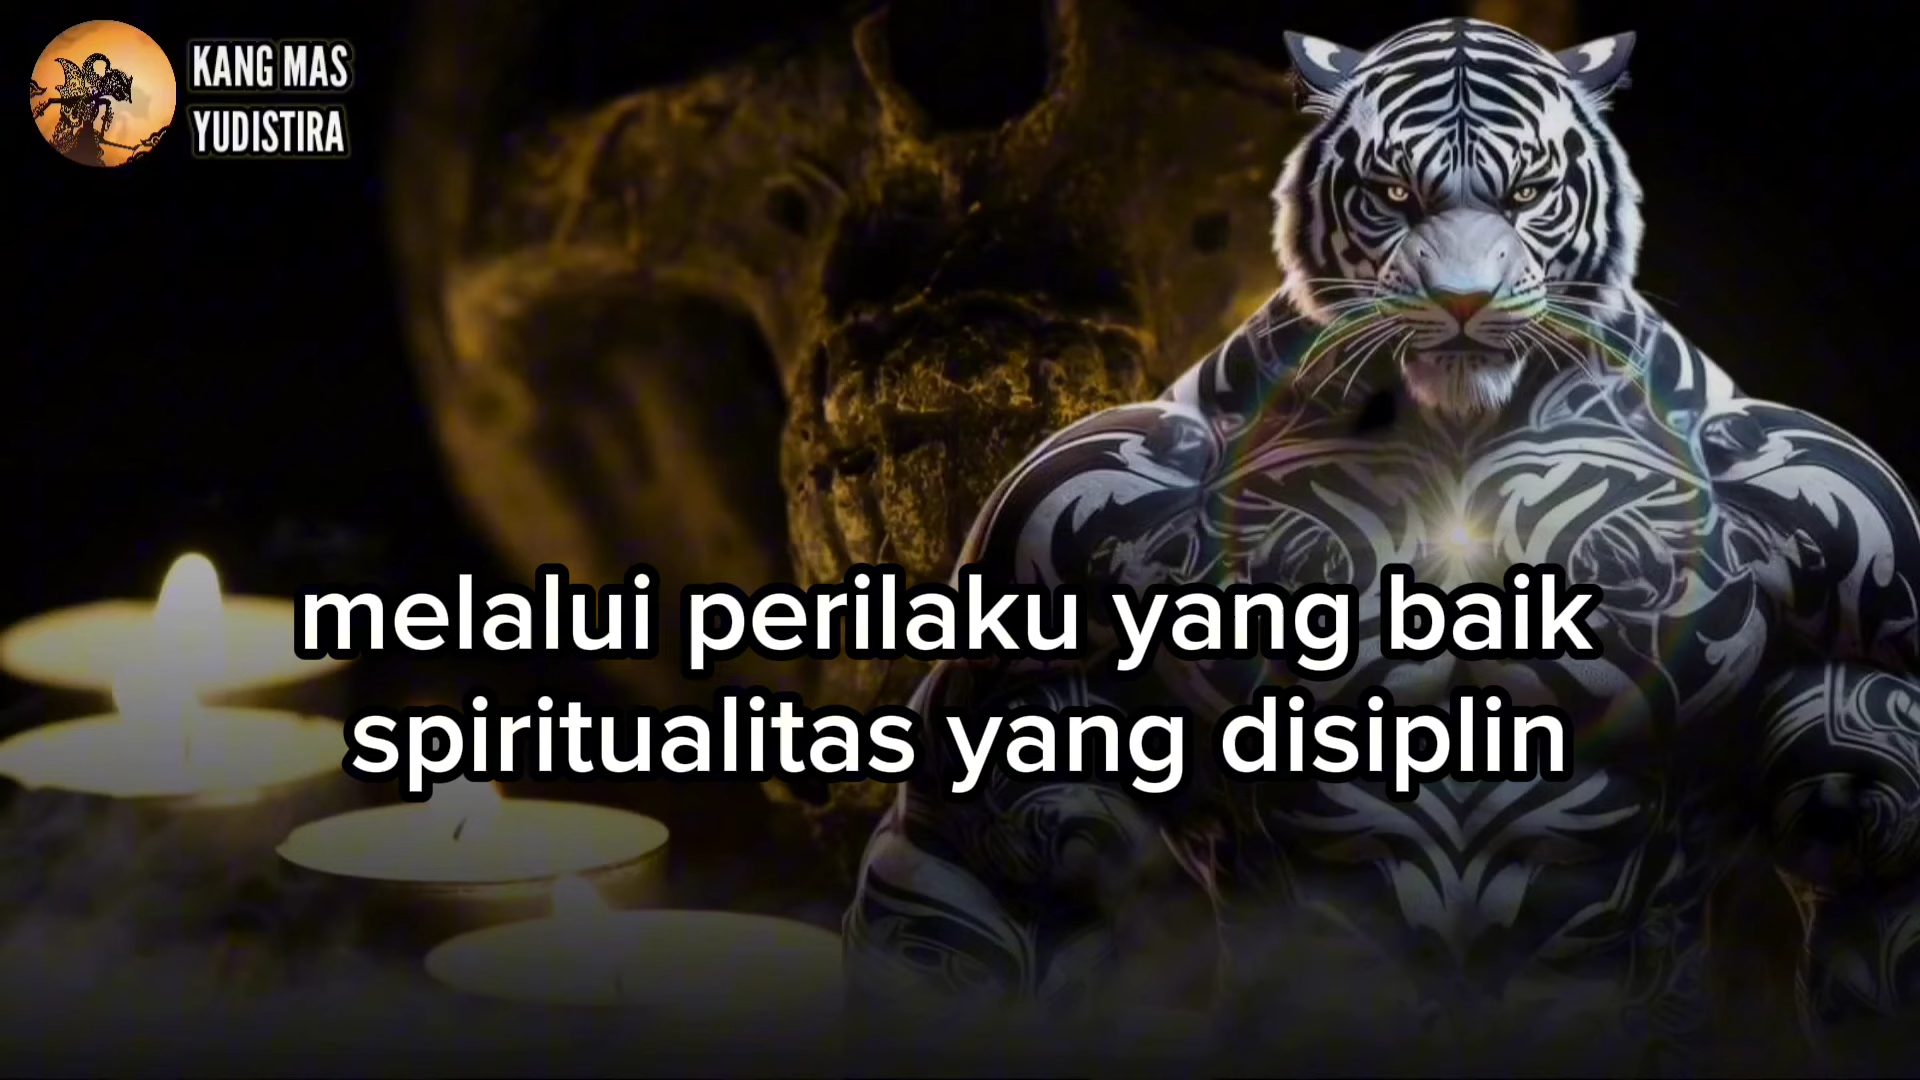 KANG MAS
YUDISTIRA
melalui perilaku yang baik
spiritualitas yang disiplin